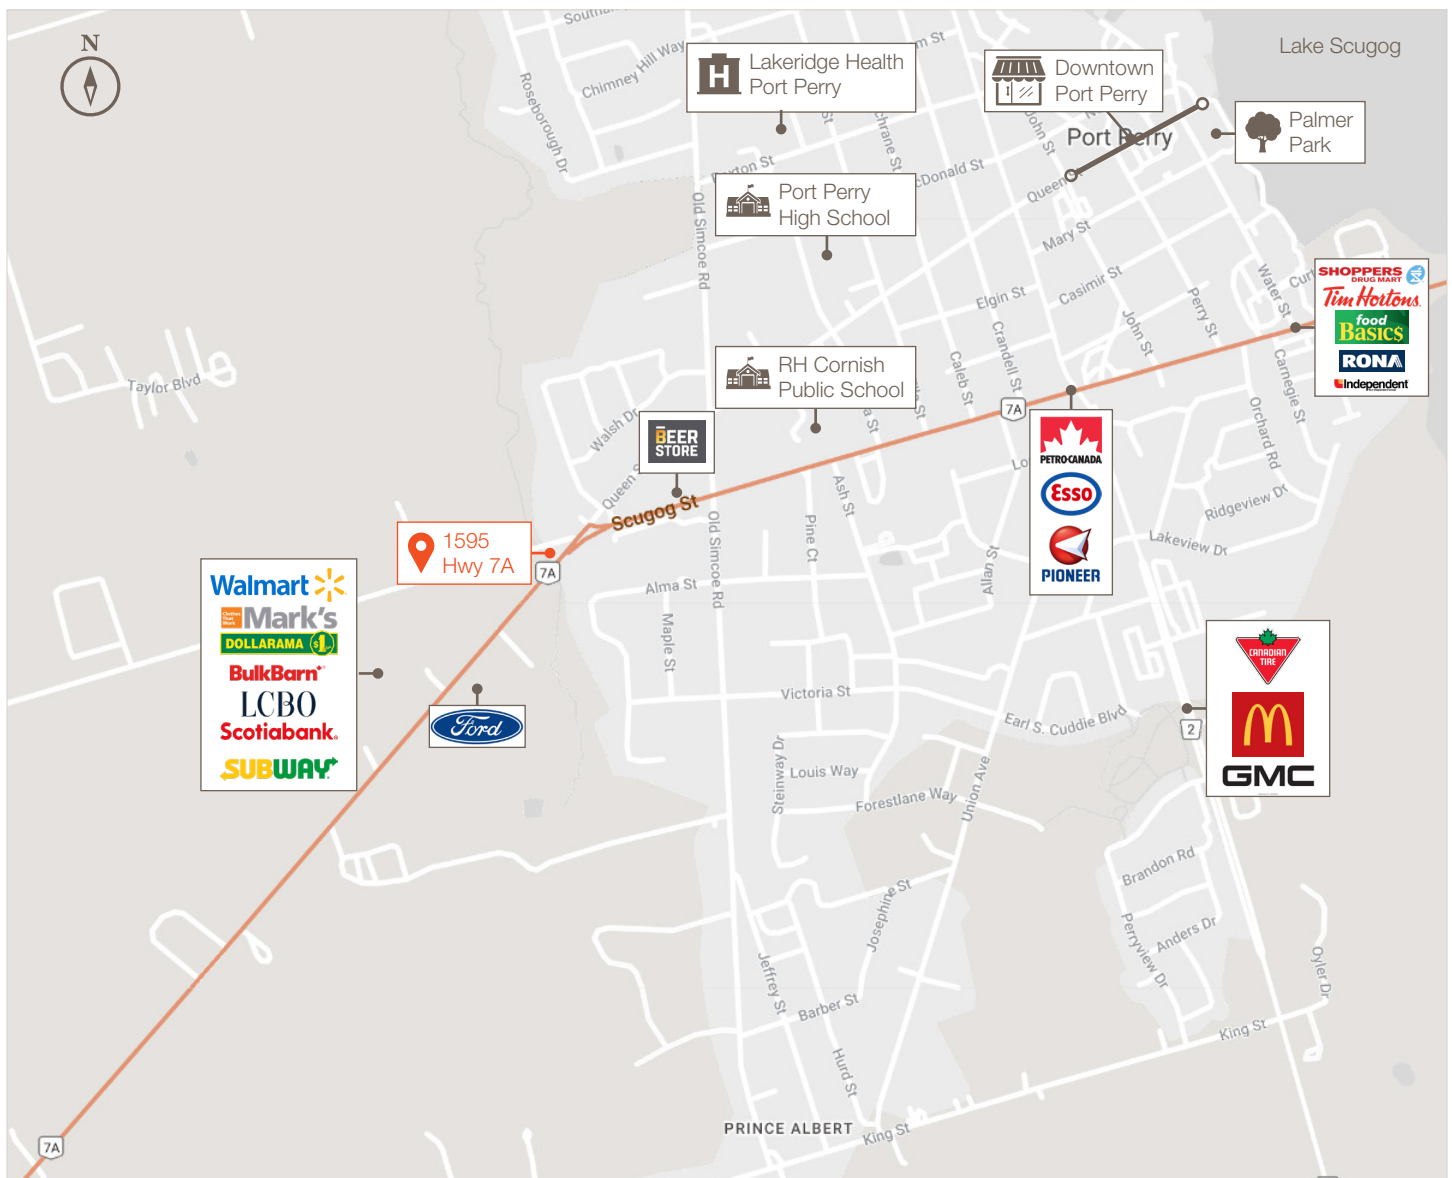 N
Lake Scugog
Lakeridge Health
Port Perry
Downtown
Port Perry
Port Perry
Palmer
Park
Port Perry
High School
RH Cornish
Public School
BEER
STORE
1595
Hwy 7A
Walmart
Clothes
That
Work
Mark's
DOLLARAMA $1
BulkBarn
LCBO
Scotiabank
SUBWAY
Ford
SHOPPERS
DRUG MART
Tim Hortons
food
Basics
RONA
Independent
PETRO-CANADA
Esso
PIONEER
CANADIAN
TIRE
GMC
Chimney Hill Way
Roseborough Dr
Old Simcoe Rd
Queen
Mary St
Casimir St
Elgin St
John St
John St
Perry St
Water St
Crandell St
Caleb St
Carnegie St
Orchard Rd
Ridgeview Dr
Lakeview Dr
Taylor Blvd
Walsh Dr
Queen S
Scugog St
7A
7A
7A
2
Old Simcoe Rd
Ash St
Pine Ct
Allan St
Alma St
Maple St
Victoria St
Earl S. Cuddie Blvd
Steinway Dr
Louis Way
Forestlane Way
Union Ave
Brandon Rd
Anders Dr
Perryview Dr
Oyler Dr
Josephine St
Jeffrey St
Barber St
Hurd St
King St
King St
PRINCE ALBERT